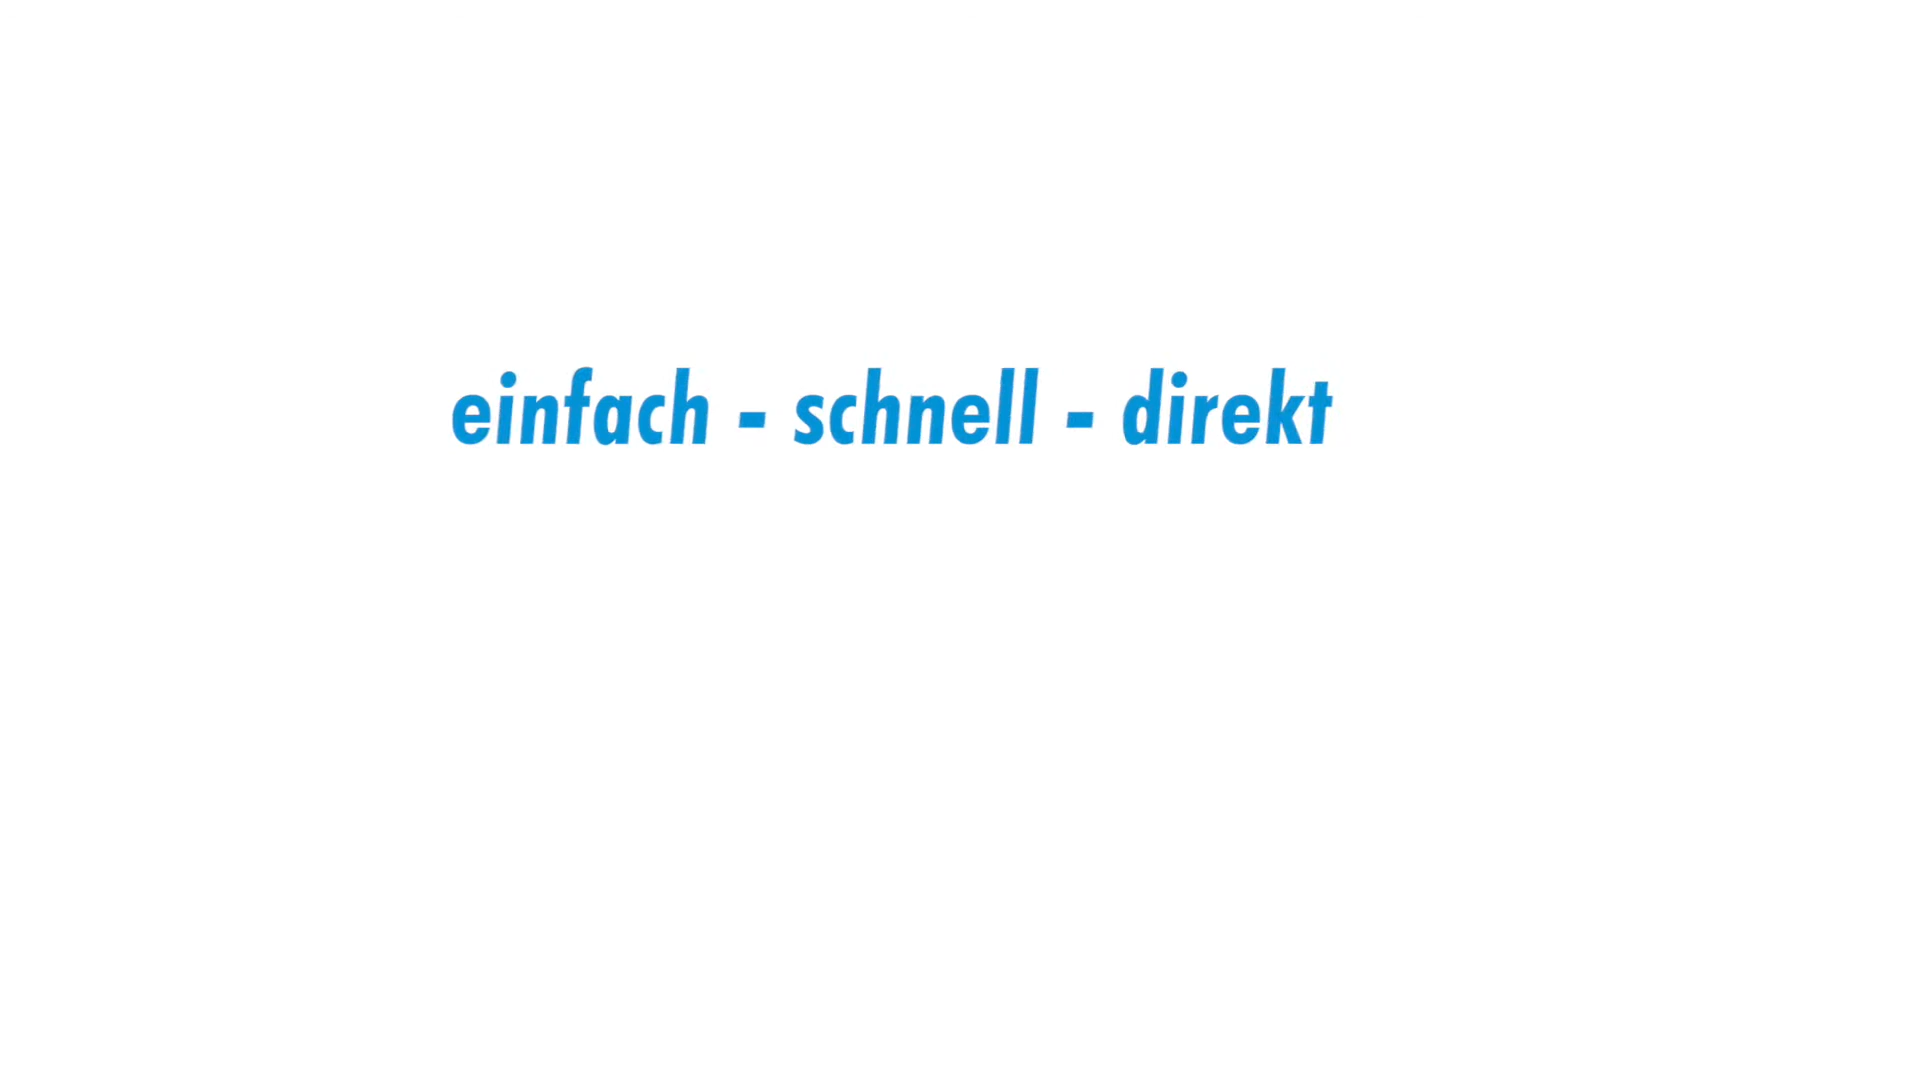 einfach - schnell - direkt